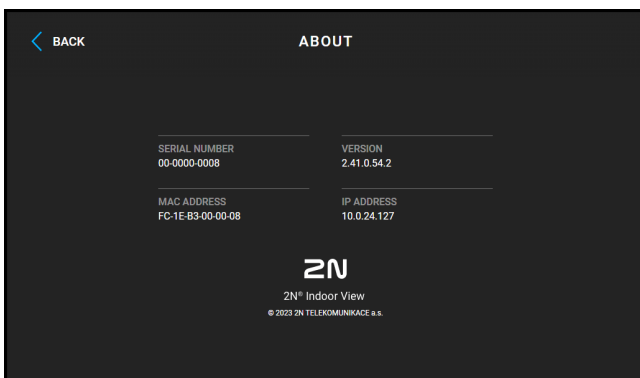 BACK
ABOUT
SERIAL NUMBER
00-0000-0008
VERSION
2.41.0.54.2
MAC ADDRESS
FC-1E-B3-00-00-08
IP ADDRESS
10.0.24.127
2N
2N® Indoor View
© 2023 2N TELEKOMUNIKACE a.s.